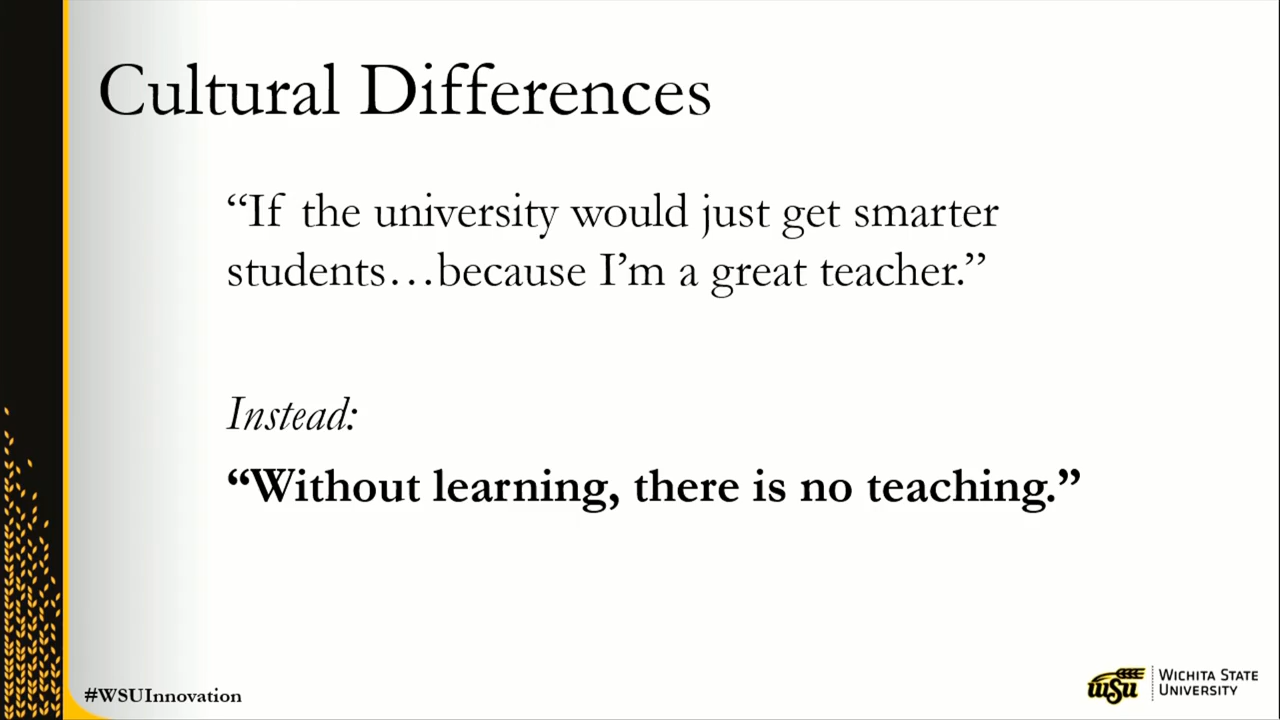 Cultural Differences
“If the university would just get smarter
students…because I’m a great teacher.”
Instead:
“Without learning, there is no teaching.”
#WSUInnovation
WSU
WICHITA STATE
UNIVERSITY